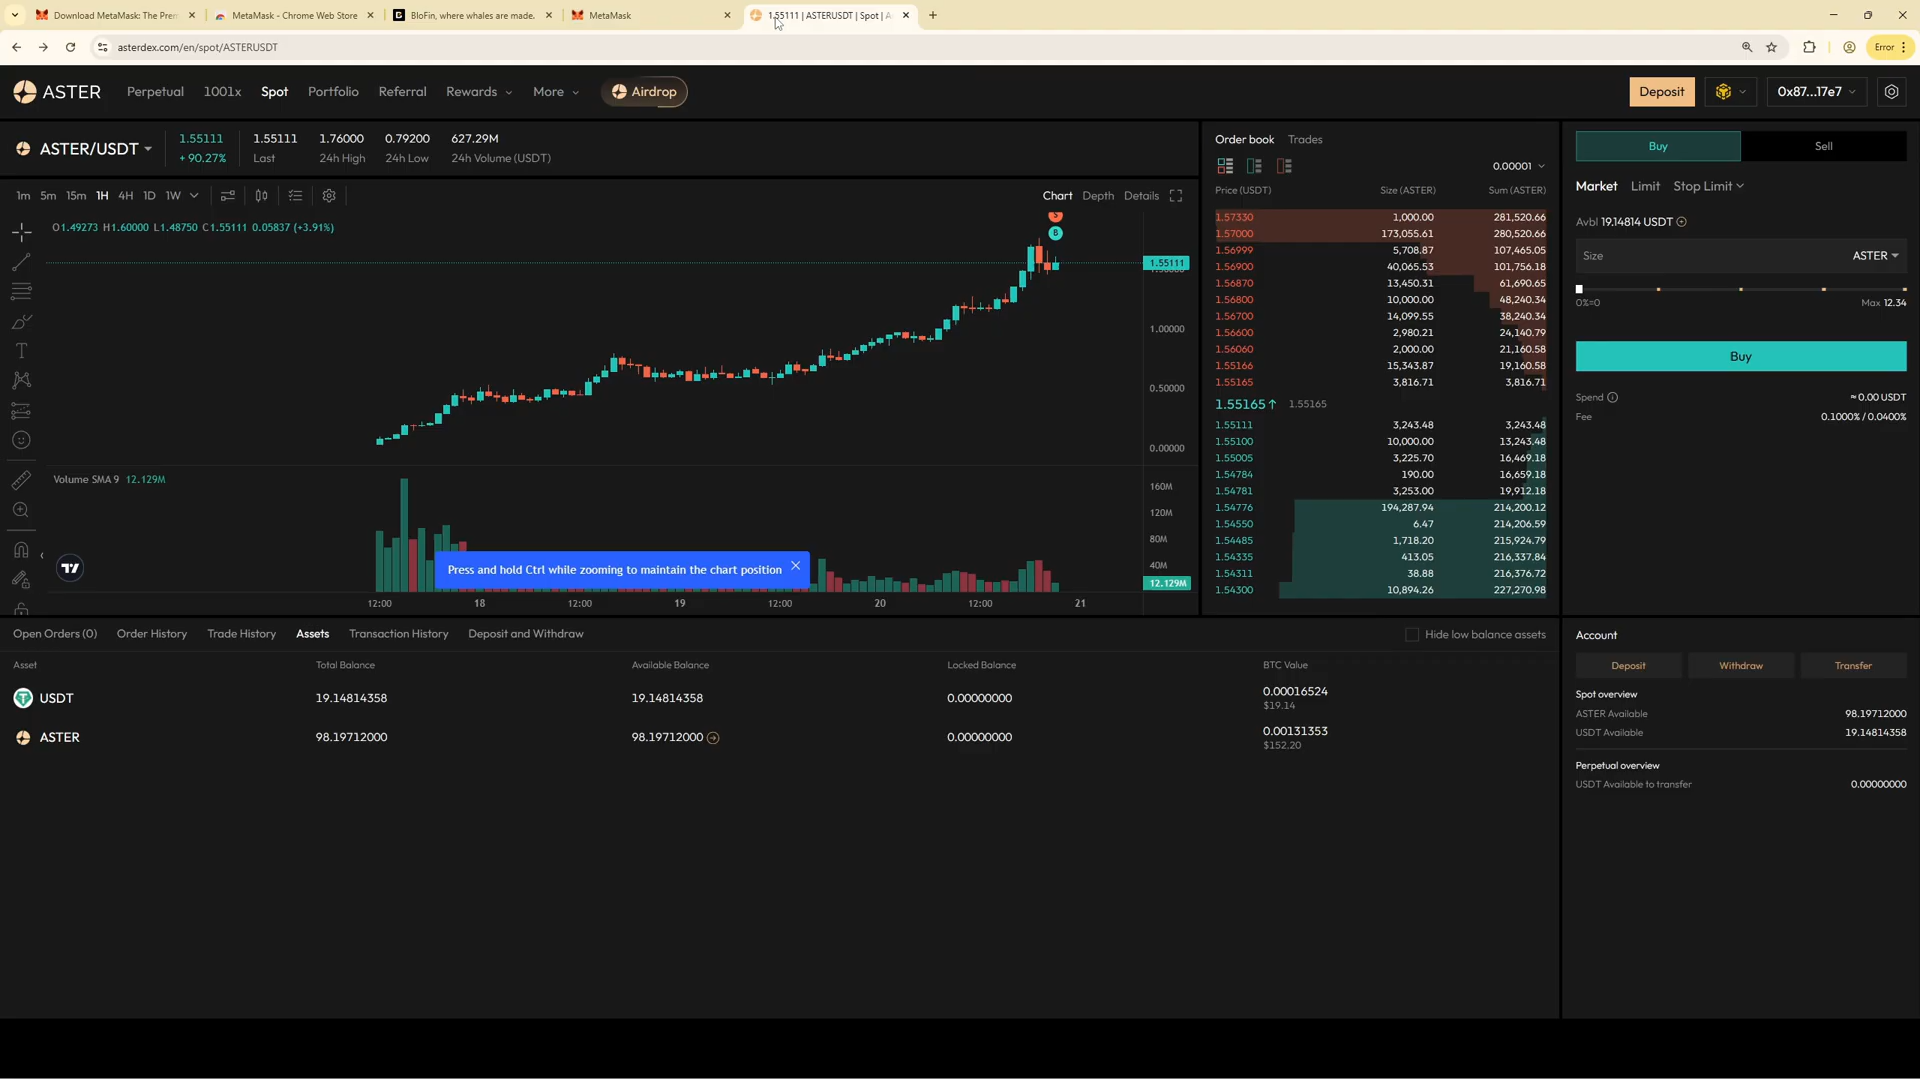 Download MetaMask: The Prem
MetaMask - Chrome Web Store
BloFin, where whales are made.
MetaMask
1.55111 | ASTERUSDT | Spot | A
asterdex.com/en/spot/ASTERUSDT
Error
ASTER
Perpetual
1001x
Spot
Portfolio
Referral
Rewards
More
Airdrop
Deposit
0x87...17e7
ASTER/USDT
1.55111
+ 90.27%
1.55111
Last
1.76000
24h High
0.79200
24h Low
627.29M
24h Volume (USDT)
1m 5m 15m 1H 4H 1D 1W
Chart Depth Details
O1.49273 H1.60000 L1.48750 C1.55111 0.05837 (+3.91%)
S
B
1.55111
1.00000
0.50000
0.00000
Volume SMA 9 12.129M
160M
120M
80M
40M
12.129M
Press and hold Ctrl while zooming to maintain the chart position
12:00 18 12:00 19 12:00 20 12:00 21
Order book Trades
0.00001
Price (USDT) Size (ASTER) Sum (ASTER)
1.57330 1,000.00 281,520.66
1.57000 173,055.61 280,520.66
1.56999 5,708.87 107,465.05
1.56900 40,065.53 101,756.18
1.56870 13,450.31 61,690.65
1.56800 10,000.00 48,240.34
1.56700 14,099.55 38,240.34
1.56600 2,980.21 24,140.79
1.56060 2,000.00 21,160.58
1.55166 15,343.87 19,160.58
1.55165 3,816.71 3,816.71
1.55165↑ 1.55165
1.55111 3,243.48 3,243.48
1.55100 10,000.00 13,243.48
1.55005 3,225.70 16,469.18
1.54784 190.00 16,659.18
1.54781 3,253.00 19,912.18
1.54776 194,287.94 214,200.12
1.54550 6.47 214,206.59
1.54485 1,718.20 215,924.79
1.54335 413.05 216,337.84
1.54311 38.88 216,376.72
1.54300 10,894.26 227,270.98
Buy Sell
Market Limit Stop Limit
Avbl 19.14814 USDT
Size ASTER
0%=0 Max 12.34
Buy
Spend ≈0.00 USDT
Fee 0.1000% / 0.0400%
Open Orders (0) Order History Trade History Assets Transaction History Deposit and Withdraw
Hide low balance assets
Asset Total Balance Available Balance Locked Balance BTC Value
USDT 19.14814358 19.14814358 0.00000000 0.00016524
$19.14
ASTER 98.19712000 98.19712000 0.00000000 0.00131353
$152.20
Account
Deposit Withdraw Transfer
Spot overview
ASTER Available 98.19712000
USDT Available 19.14814358
Perpetual overview
USDT Available to transfer 0.00000000